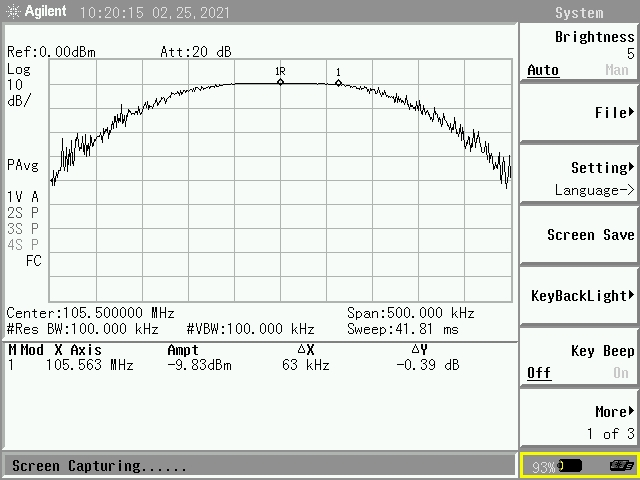 Agilent 10:20:15 02,25,2021
System
Brightness
5
Auto Man
File
Setting
Language->
Screen Save
KeyBackLight
Key Beep
Off On
More
1 of 3
93%
Ref:0.00dBm Att:20 dB
Log
10
dB/
1R 1
PAvg
1V A
2S P
3S P
4S P
FC
Center:105.500000 MHz Span:500.000 kHz
#Res BW:100.000 kHz #VBW:100.000 kHz Sweep:41.81 ms
M Mod X Axis Ampt △X △Y
1 105.563 MHz -9.83dBm 63 kHz -0.39 dB
Screen Capturing......